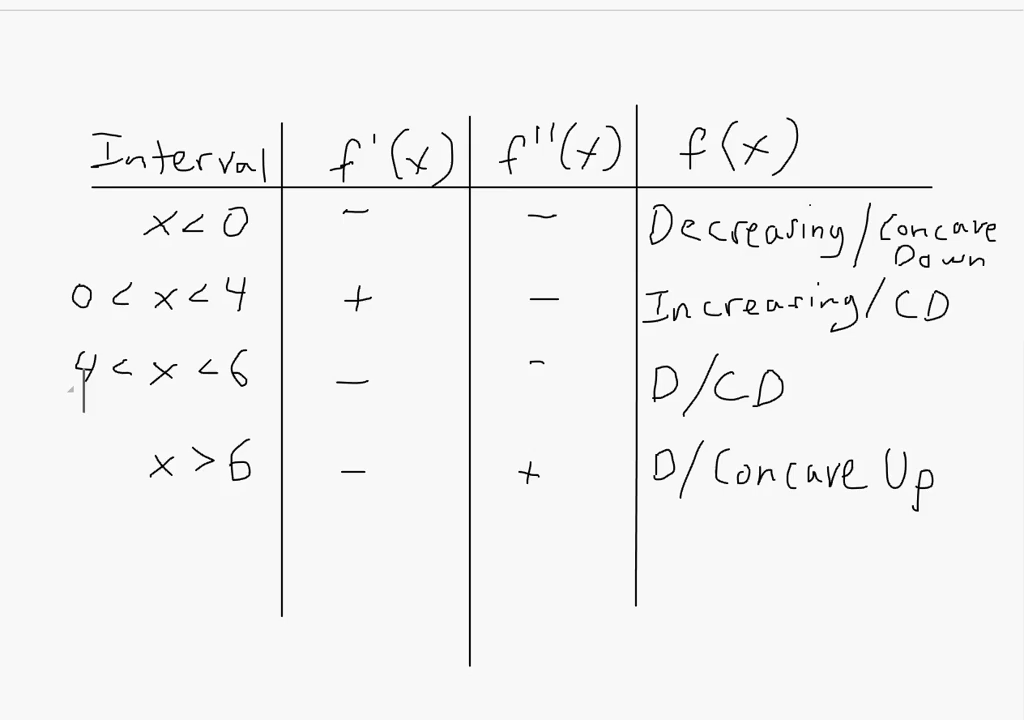 Interval f'(x) f''(x) f(x)
x < 0 - - Decreasing/Concave Down
0 < x < 4 + - Increasing/CD
4 < x < 6 - - D/CD
x > 6 - + D/Concave Up